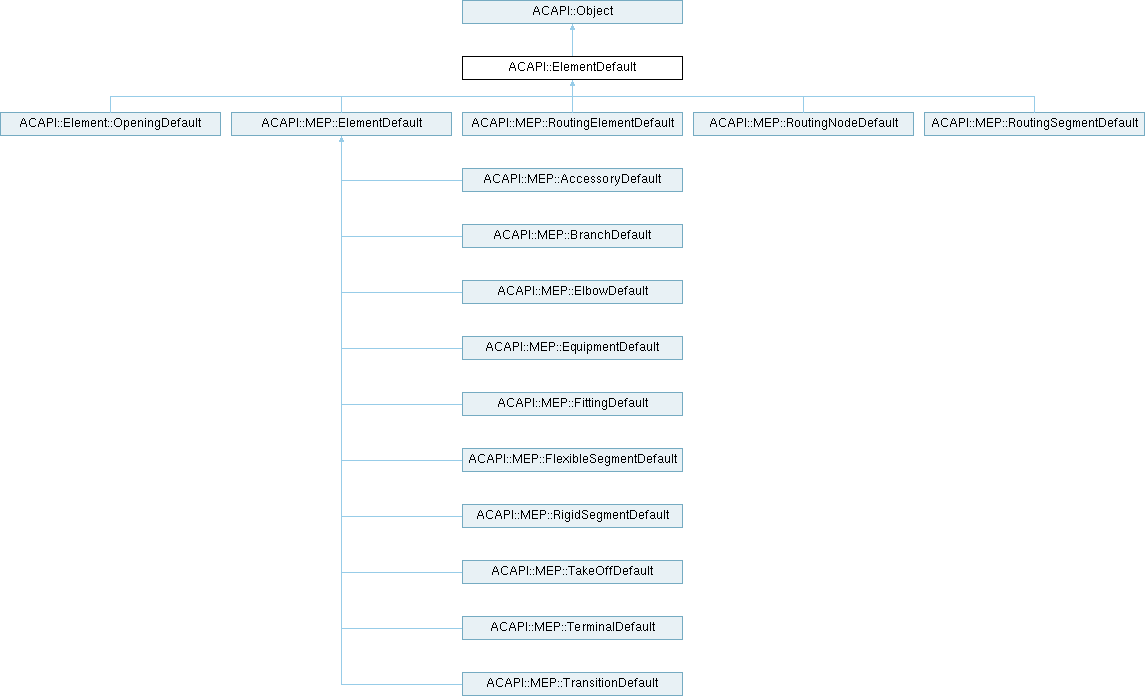 ACAPI::Object
ACAPI::ElementDefault
ACAPI::Element::OpeningDefault
ACAPI::MEP::ElementDefault
ACAPI::MEP::RoutingElementDefault
ACAPI::MEP::RoutingNodeDefault
ACAPI::MEP::RoutingSegmentDefault
ACAPI::MEP::AccessoryDefault
ACAPI::MEP::BranchDefault
ACAPI::MEP::ElbowDefault
ACAPI::MEP::EquipmentDefault
ACAPI::MEP::FittingDefault
ACAPI::MEP::FlexibleSegmentDefault
ACAPI::MEP::RigidSegmentDefault
ACAPI::MEP::TakeOffDefault
ACAPI::MEP::TerminalDefault
ACAPI::MEP::TransitionDefault